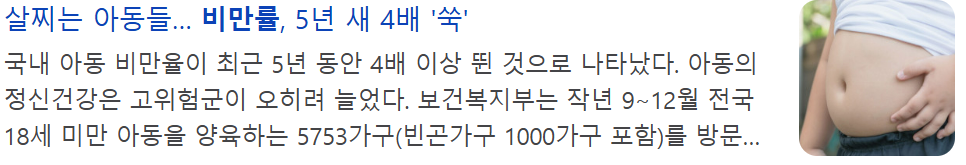 살찌는 아동들... 비만률, 5년 새 4배 '쑥'
국내 아동 비만율이 최근 5년 동안 4배 이상 뛴 것으로 나타났다. 아동의
정신건강은 고위험군이 오히려 늘었다. 보건복지부는 작년 9~12월 전국
18세 미만 아동을 양육하는 5753가구(빈곤가구 1000가구 포함)를 방문...